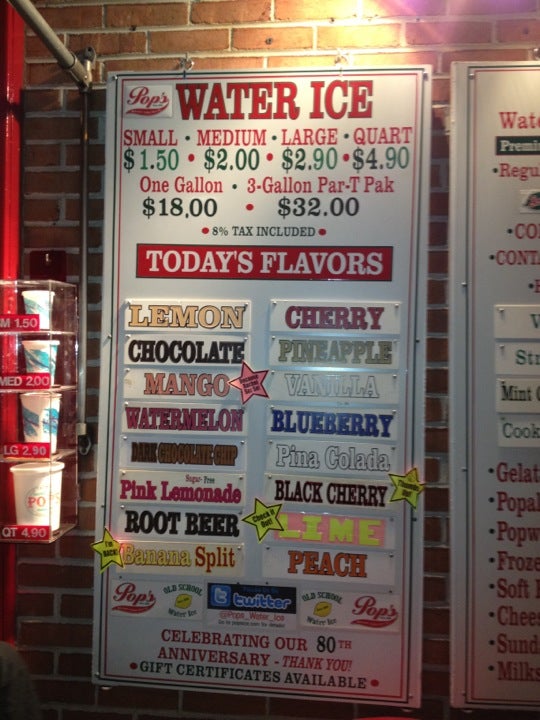 Pop's WATER ICE
SMALL • MEDIUM • LARGE • QUART
$1.50 • $2.00 • $2.90 • $4.90
One Gallon • 3-Gallon Par-T Pak
$18.00 • $32.00
• 8% TAX INCLUDED •
TODAY'S FLAVORS
LEMON
CHOCOLATE
MANGO
WATERMELON
DARK CHOCOLATE CHIP
Sugar-Free
Pink Lemonade
ROOT BEER
Check it Out!
I'm BACK!
Banana Split
CHERRY
PINEAPPLE
VANILLA
BLUEBERRY
Pina Colada
BLACK CHERRY
LIME
PEACH
Pop's
OLD SCHOOL
Water Ice
twitter
@Pops_Water_Ice
OLD SCHOOL
Water Ice
Pop's
CELEBRATING OUR 80TH
ANNIVERSARY - THANK YOU!
• GIFT CERTIFICATES AVAILABLE •
M 1.50
MED 2.00
LG 2.90
QT 4.90
Wate
Premi
• Regu
• CO
• CONT
V
Str
Mint C
Cook
• Gelat
• Popal
• Popw
• Froze
• Soft
• Chees
• Sund
• Milks